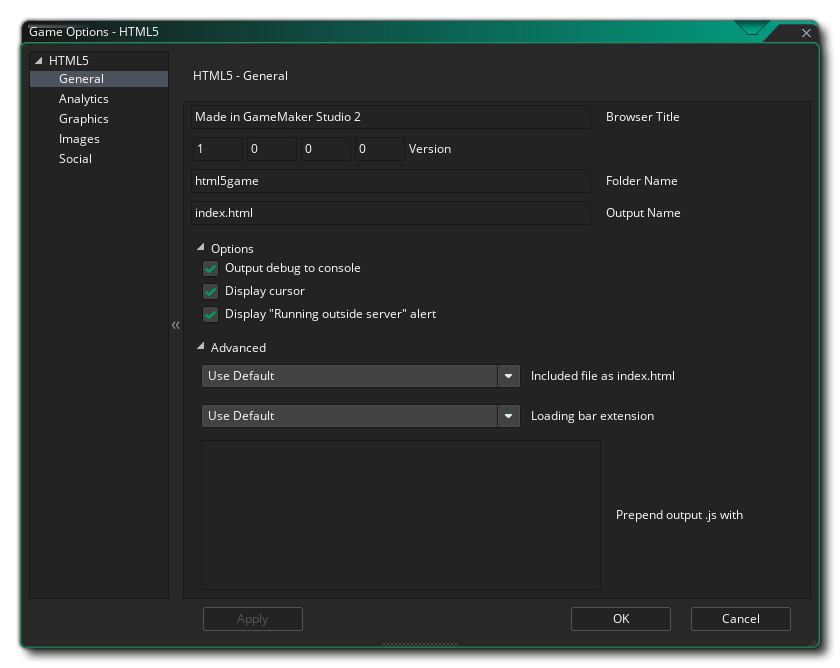 Game Options - HTML5
HTML5
General
Analytics
Graphics
Images
Social
HTML5 - General
Made in GameMaker Studio 2 Browser Title
1 0 0 0 Version
html5game Folder Name
index.html Output Name
Options
Output debug to console
Display cursor
Display "Running outside server" alert
Advanced
Use Default Included file as index.html
Use Default Loading bar extension
Prepend output .js with
Apply OK Cancel